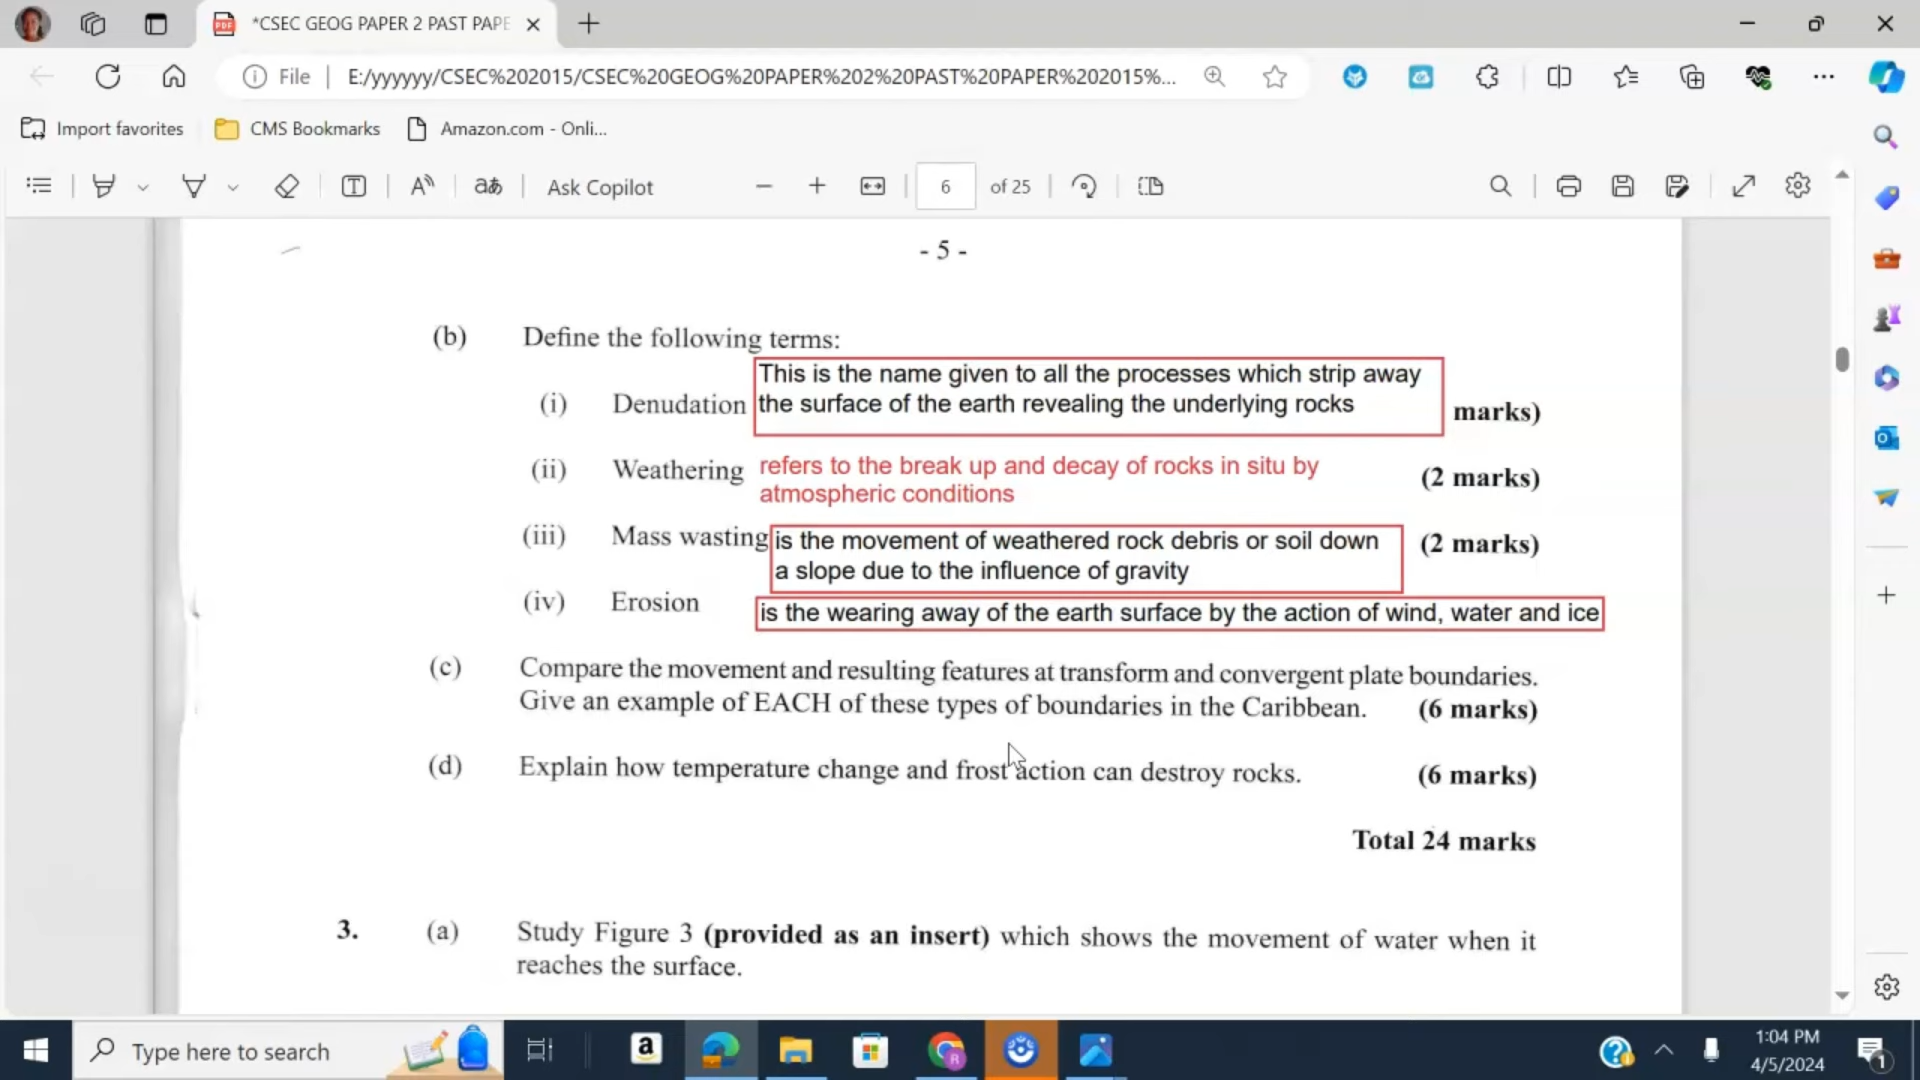 *CSEC GEOG PAPER 2 PAST PAPE
File
E:/yyyyyy/CSEC%202015/CSEC%20GEOG%20PAPER%202%20PAST%20PAPER%202015%...
Import favorites
CMS Bookmarks
Amazon.com - Onli...
Ask Copilot
6
of 25
- 5 -
(b) Define the following terms:
This is the name given to all the processes which strip away
(i) Denudation the surface of the earth revealing the underlying rocks marks)
(ii) Weathering refers to the break up and decay of rocks in situ by (2 marks)
atmospheric conditions
(iii) Mass wasting is the movement of weathered rock debris or soil down (2 marks)
a slope due to the influence of gravity
(iv) Erosion is the wearing away of the earth surface by the action of wind, water and ice
(c) Compare the movement and resulting features at transform and convergent plate boundaries.
Give an example of EACH of these types of boundaries in the Caribbean. (6 marks)
(d) Explain how temperature change and frost action can destroy rocks. (6 marks)
Total 24 marks
3. (a) Study Figure 3 (provided as an insert) which shows the movement of water when it
reaches the surface.
Type here to search
1:04 PM
4/5/2024
1